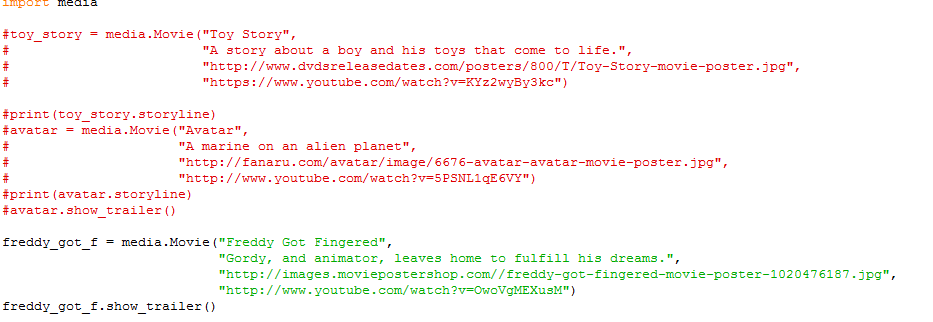 import media
#toy_story = media.Movie("Toy Story",
#                        "A story about a boy and his toys that come to life.",
#                        "http://www.dvdsreleasedates.com/posters/800/T/Toy-Story-movie-poster.jpg",
#                        "https://www.youtube.com/watch?v=KYz2wyBy3kc")
#print(toy_story.storyline)
#avatar = media.Movie("Avatar",
#                     "A marine on an alien planet",
#                     "http://fanaru.com/avatar/image/6676-avatar-avatar-movie-poster.jpg",
#                     "http://www.youtube.com/watch?v=5PSNL1qE6VY")
#print(avatar.storyline)
#avatar.show_trailer()
freddy_got_f = media.Movie("Freddy Got Fingered",
                           "Gordy, and animator, leaves home to fulfill his dreams.",
                           "http://images.moviepostershop.com//freddy-got-fingered-movie-poster-1020476187.jpg",
                           "http://www.youtube.com/watch?v=OwoVgMEXusM")
freddy_got_f.show_trailer()